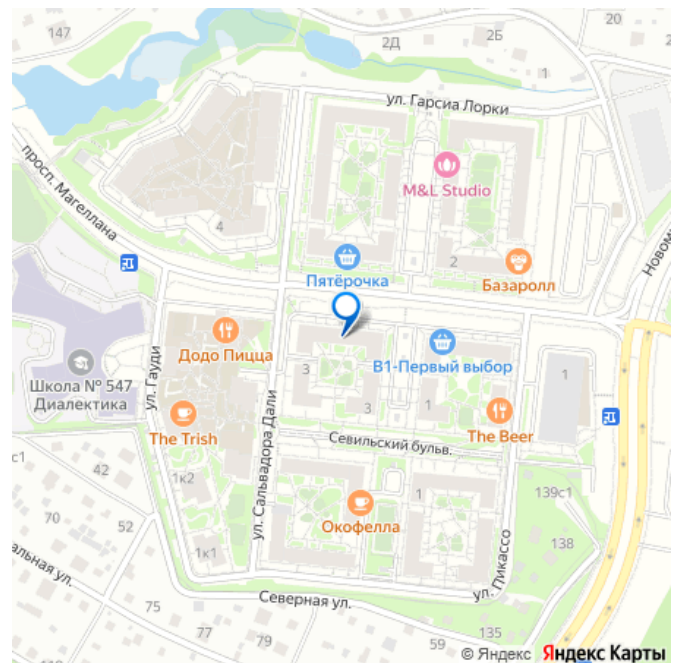 147
2Д
2Б
20
2
1
ул. Гарсиа Лорки
просп. Магеллана
M&L Studio
4
2
Пятёрочка
Базаролл
Новом
Додо Пицца
В1-Первый выбор
Школа № 547
Диалектика
ул. Гауди
3
1
1
The Trish
ул. Сальвадора Дали
3
The Beer
Севильский бульв.
с1
42
1к2
1
139с1
70
52
Окофелла
138
альная ул.
1к1
ул. Пикассо
75
Северная ул.
77
79
59
135
© Яндекс Яндекс Карты